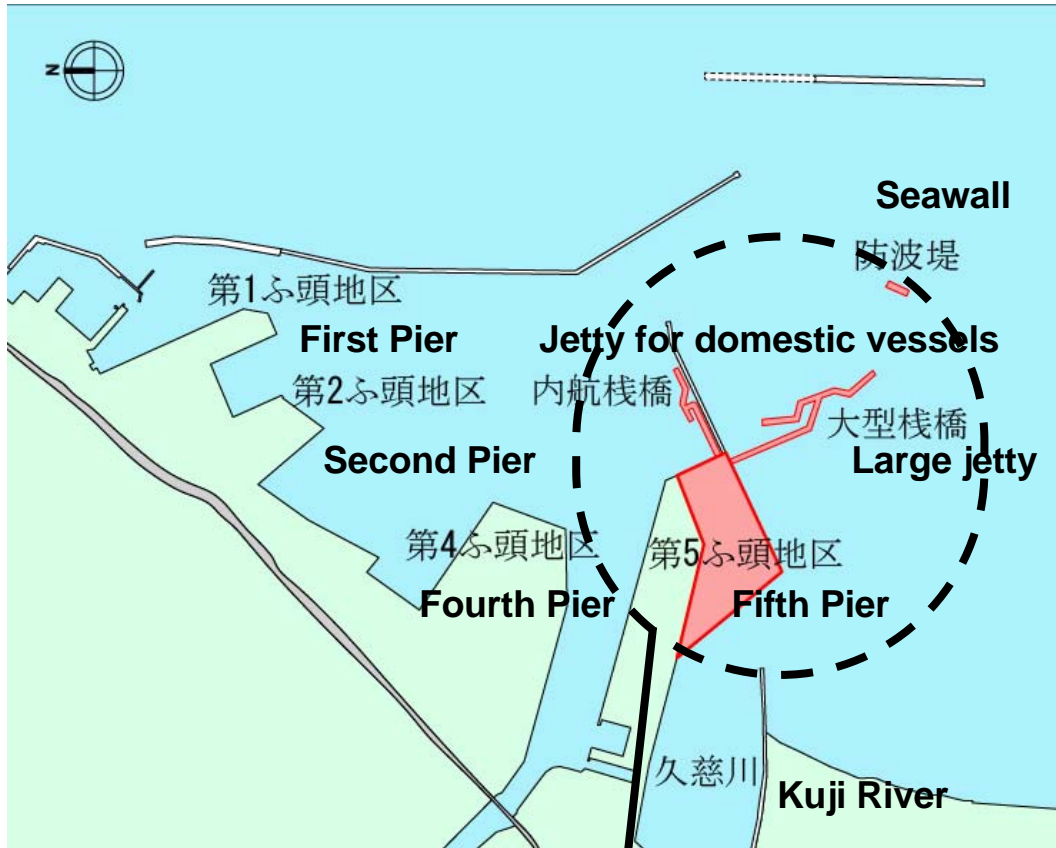 N
Seawall
防波堤
第1ふ頭地区
First Pier
Jetty for domestic vessels
第2ふ頭地区
内航桟橋
大型桟橋
Second Pier
Large jetty
第4ふ頭地区
第5ふ頭地区
Fourth Pier
Fifth Pier
久慈川
Kuji River